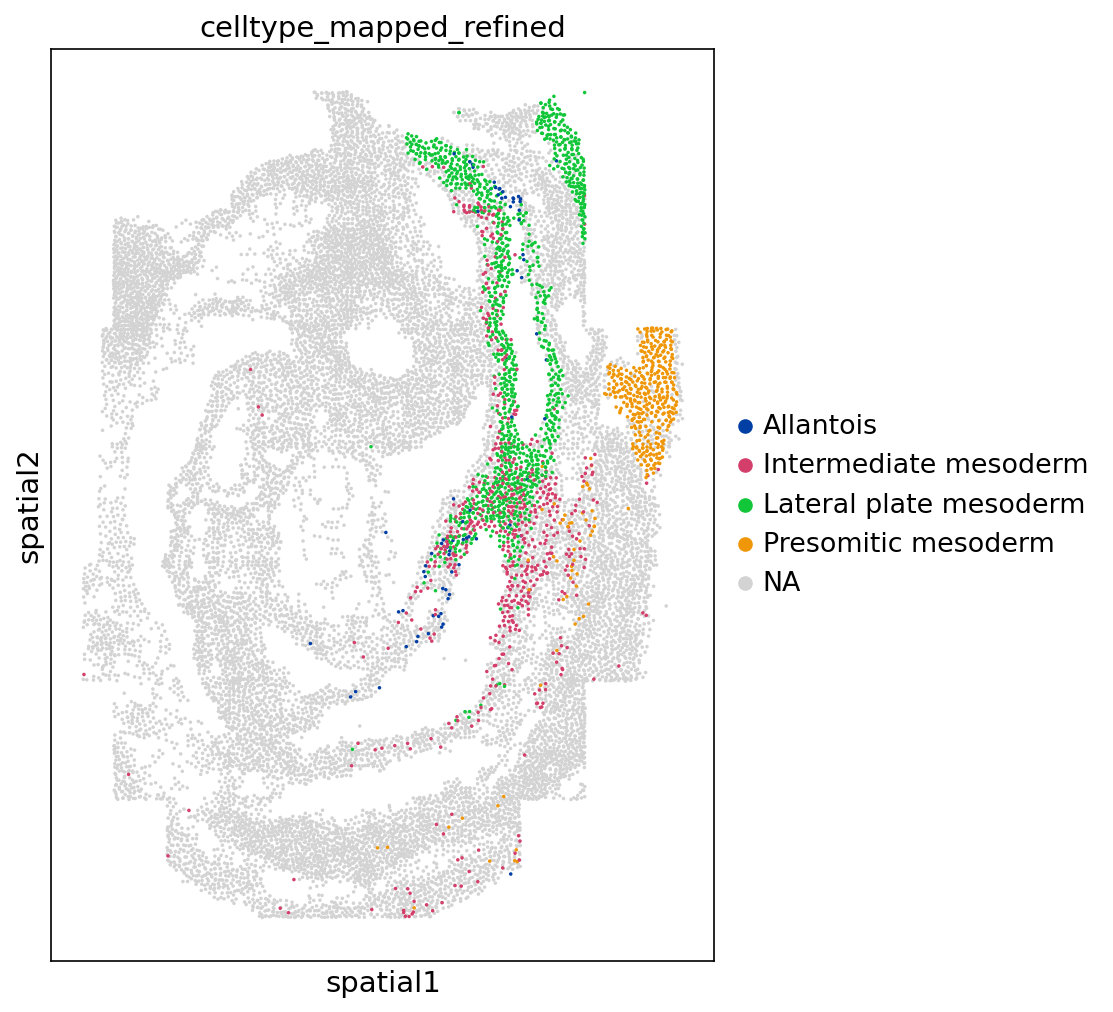 celltype_mapped_refined
spatial2
Allantois
Intermediate mesoderm
Lateral plate mesoderm
Presomitic mesoderm
NA
spatial1